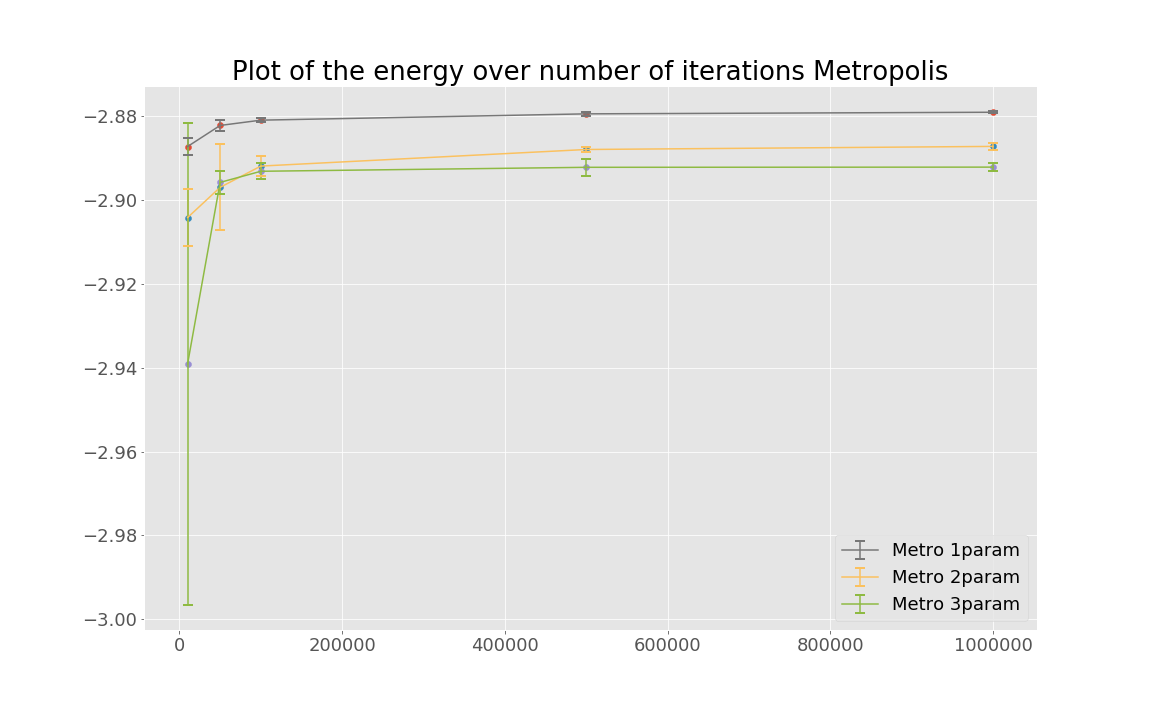 Plot of the energy over number of iterations Metropolis
−2.88
−2.90
−2.92
−2.94
−2.96
−2.98
−3.00
Metro 1param
Metro 2param
Metro 3param
0 200000 400000 600000 800000 1000000